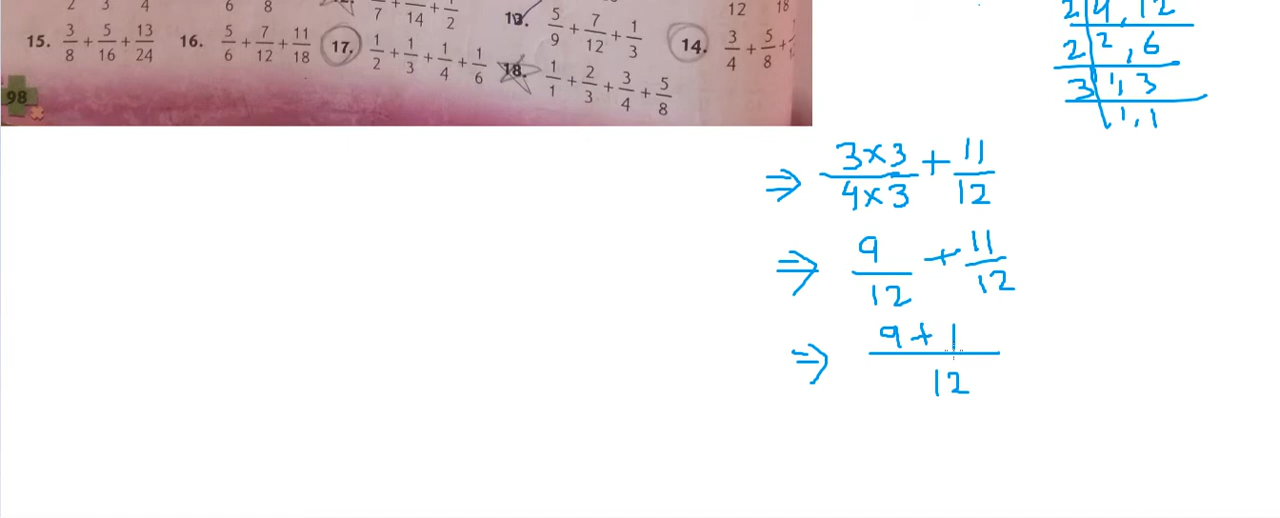 15. 3/8 + 5/16 + 13/24 16. 5/6 + 7/12 + 11/18 17. 1/2 + 1/3 + 1/4 + 1/6 18. 1/1 + 2/3 + 3/4 + 5/8
13. 5/9 + 7/12 + 1/3 14. 3/4 + 5/8 +
98
2 | 4, 12
2 | 2, 6
3 | 1, 3
1, 1
⇒ 3×3/4×3 + 11/12
⇒ 9/12 + 11/12
⇒ 9+1/12